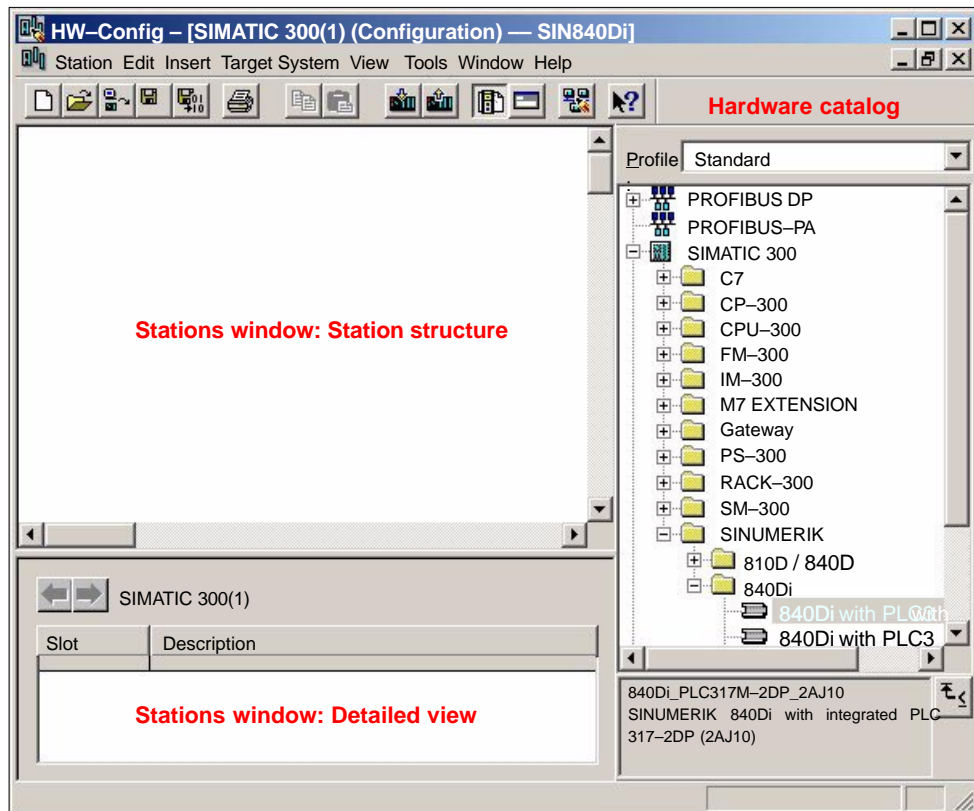 HW–Config – [SIMATIC 300(1) (Configuration) — SIN840Di]
Station Edit Insert Target System View Tools Window Help
Hardware catalog
Profile Standard
:
PROFIBUS DP
PROFIBUS–PA
SIMATIC 300
C7
CP–300
CPU–300
FM–300
IM–300
M7 EXTENSION
Gateway
PS–300
RACK–300
SM–300
SINUMERIK
810D / 840D
840Di
840Di with
840Di with PLC3
Stations window: Station structure
SIMATIC 300(1)
Slot Description
Stations window: Detailed view
840Di_PLC317M–2DP_2AJ10
SINUMERIK 840Di with integrated PLC
317–2DP (2AJ10)